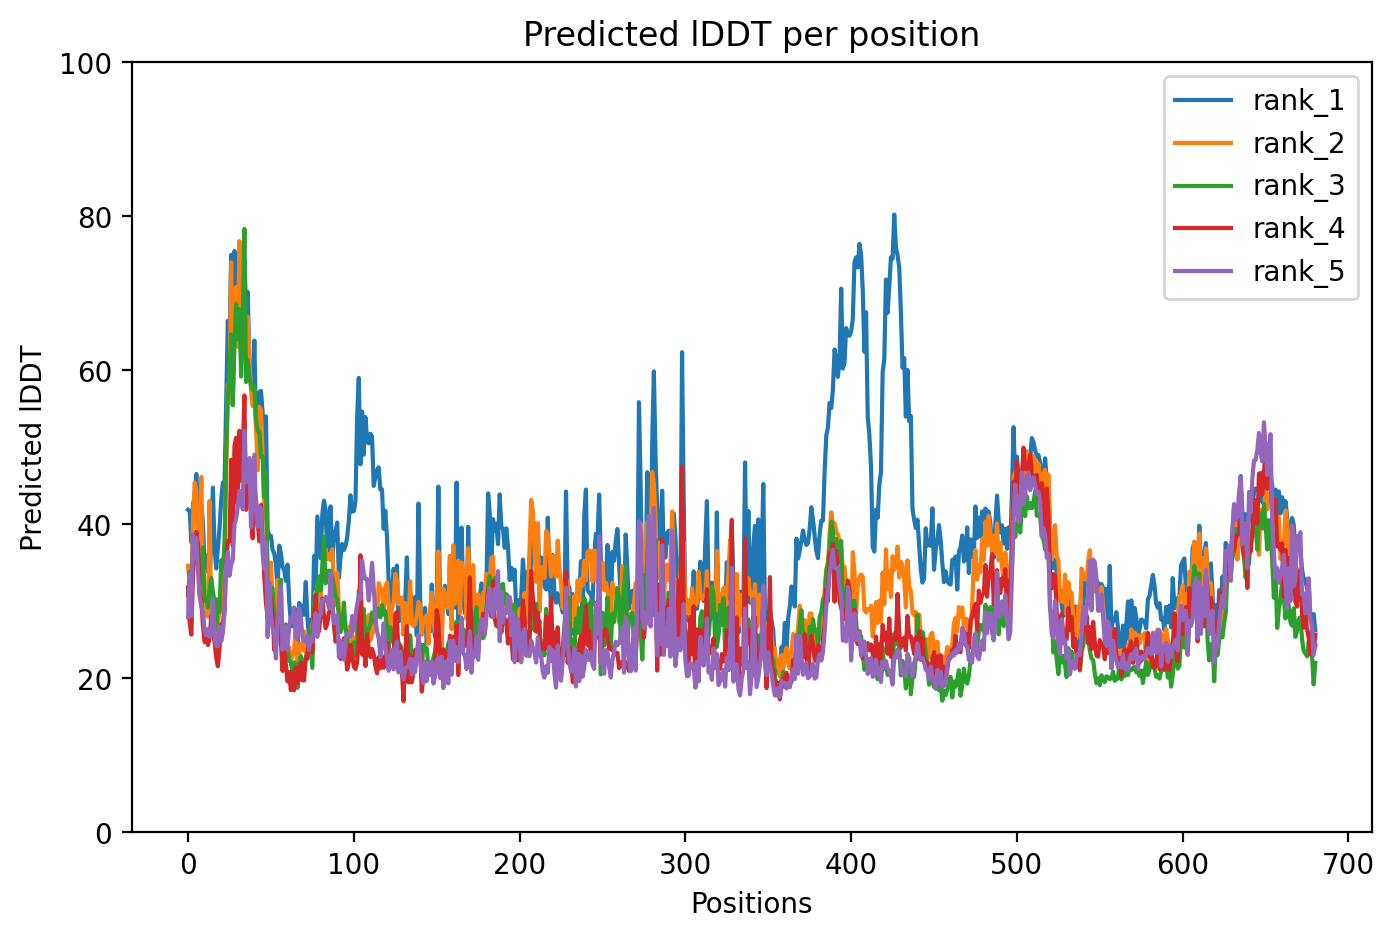 Predicted lDDT per position
100
80
60
40
20
0
Predicted lDDT
0 100 200 300 400 500 600 700
Positions
rank_1
rank_2
rank_3
rank_4
rank_5